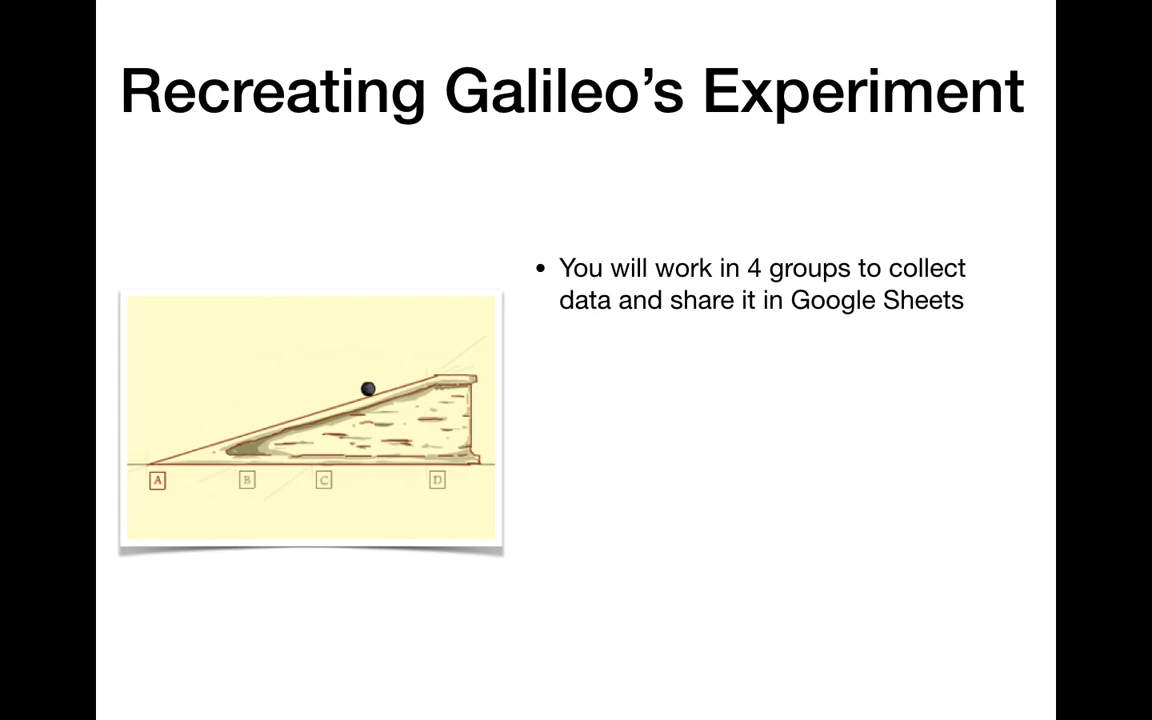 Recreating Galileo’s Experiment
• You will work in 4 groups to collect
data and share it in Google Sheets
A B C D